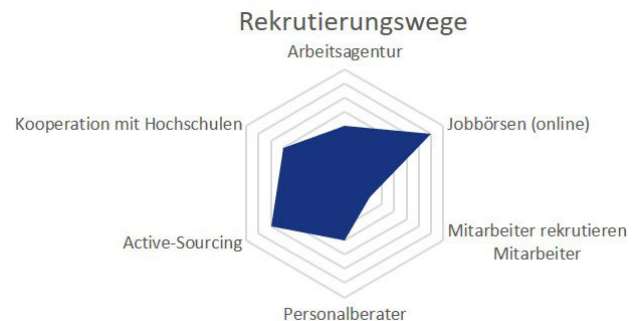 Rekrutierungswege
Arbeitsagentur
Kooperation mit Hochschulen
Jobbörsen (online)
Active-Sourcing
Mitarbeiter rekrutieren
Mitarbeiter
Personalberater